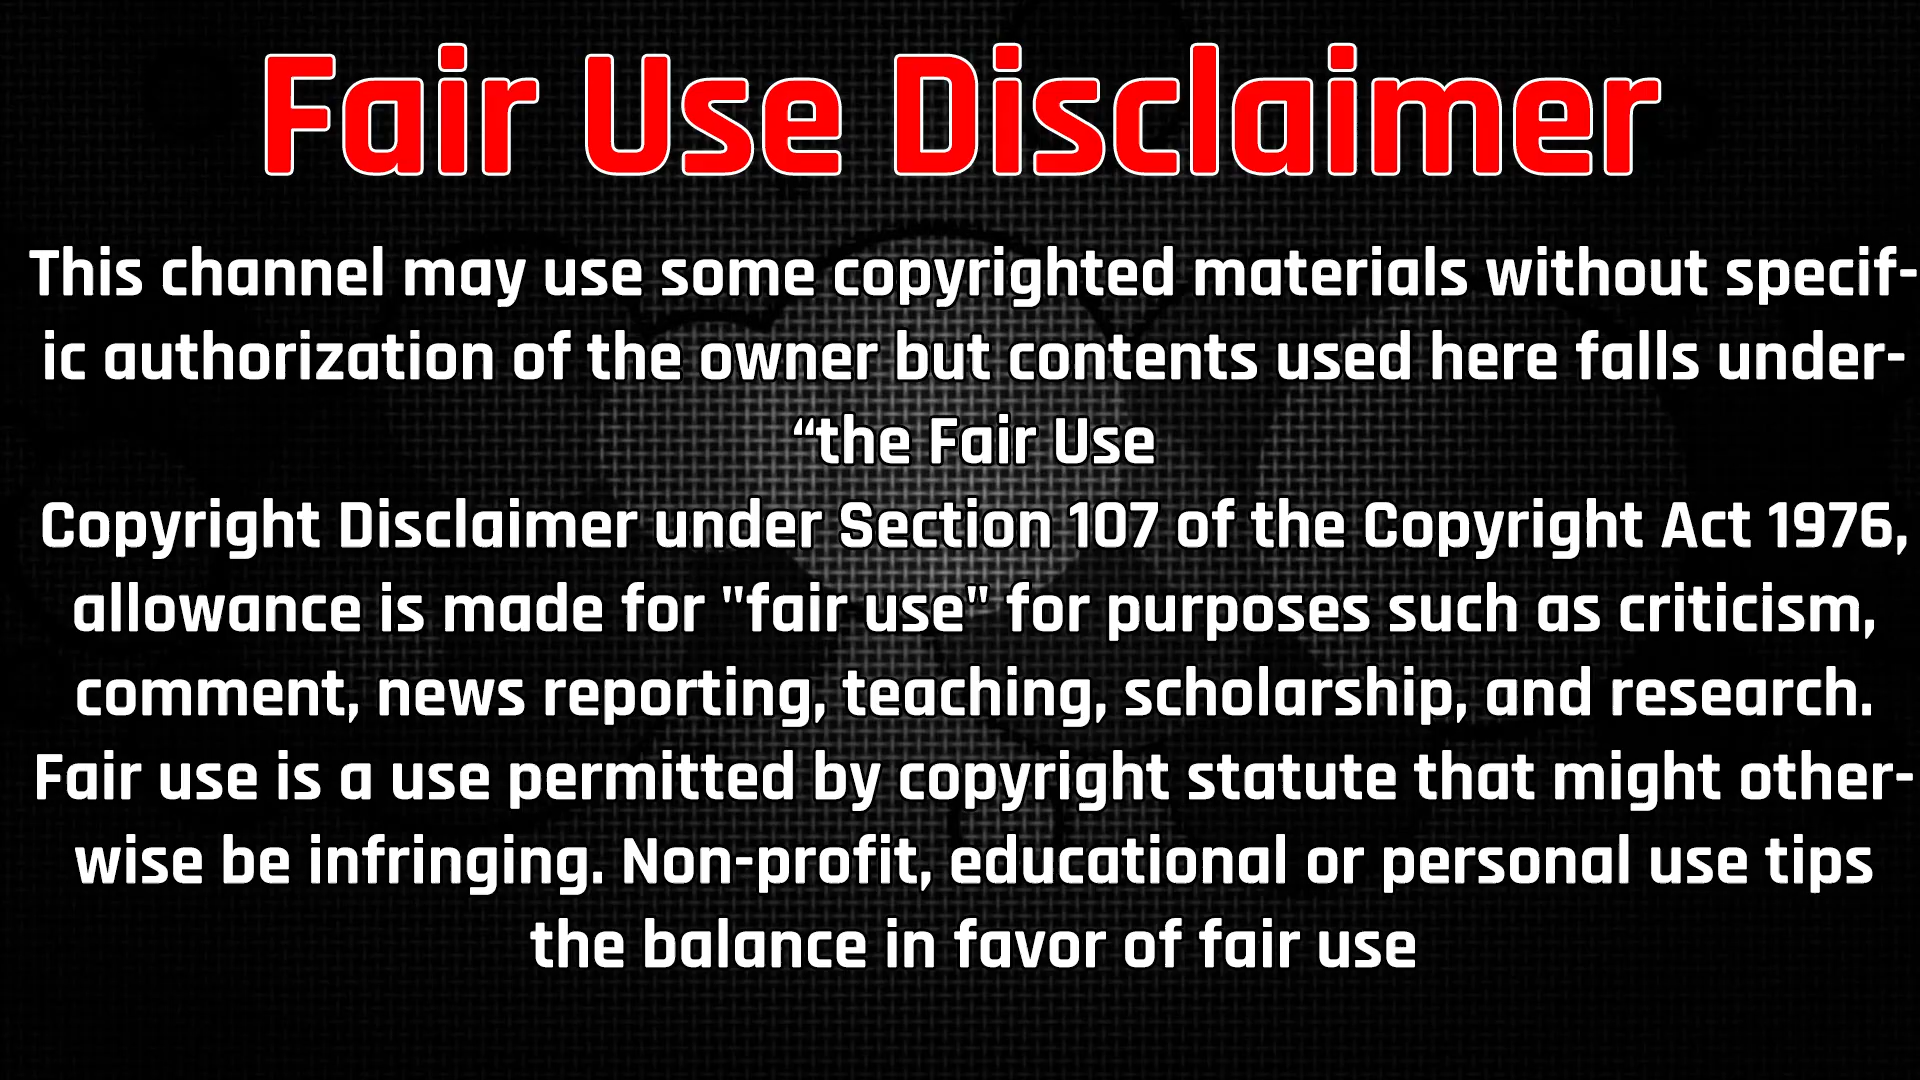 Fair Use Disclaimer
This channel may use some copyrighted materials without specif-
ic authorization of the owner but contents used here falls under-
“the Fair Use
Copyright Disclaimer under Section 107 of the Copyright Act 1976,
allowance is made for "fair use" for purposes such as criticism,
comment, news reporting, teaching, scholarship, and research.
Fair use is a use permitted by copyright statute that might other-
wise be infringing. Non-profit, educational or personal use tips
the balance in favor of fair use